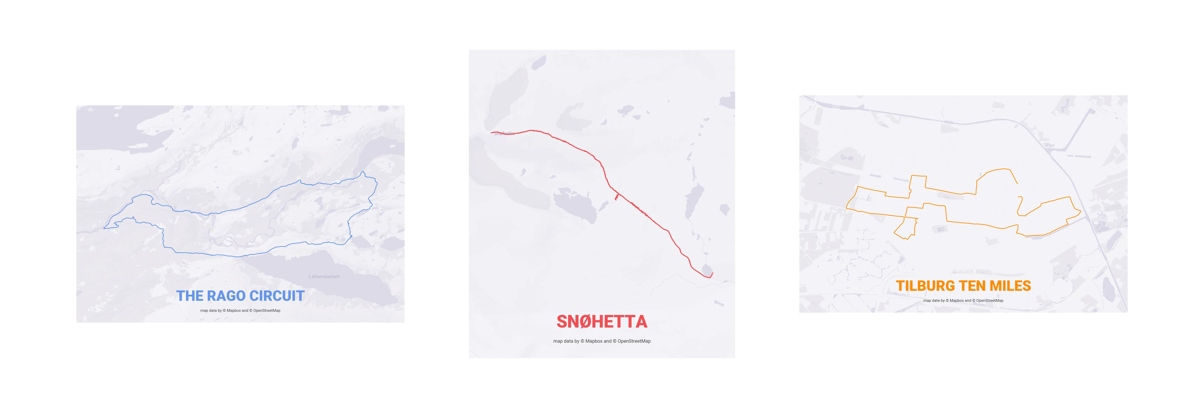 THE RAGO CIRCUIT
map data by © Mapbox and © OpenStreetMap
SNØHETTA
map data by © Mapbox and © OpenStreetMap
TILBURG TEN MILES
map data by © Mapbox and © OpenStreetMap